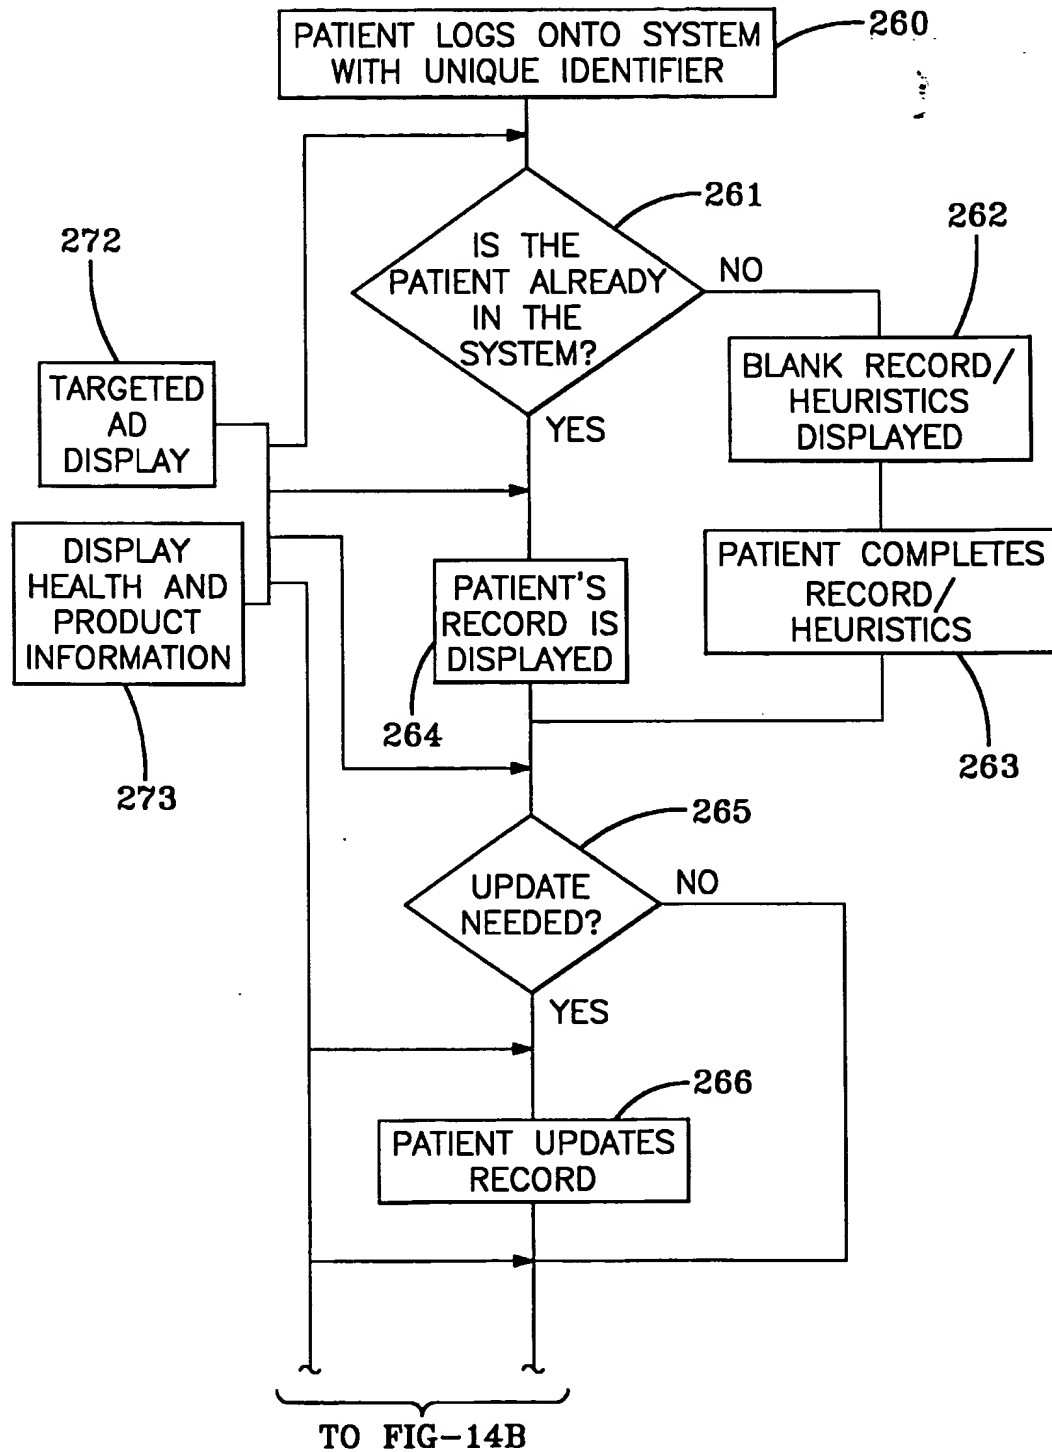 PATIENT LOGS ONTO SYSTEM
WITH UNIQUE IDENTIFIER
260
261
IS THE
PATIENT ALREADY
IN THE
SYSTEM?
NO
YES
262
BLANK RECORD/
HEURISTICS
DISPLAYED
272
TARGETED
AD
DISPLAY
PATIENT COMPLETES
RECORD/
HEURISTICS
263
DISPLAY
HEALTH AND
PRODUCT
INFORMATION
273
PATIENT'S
RECORD IS
DISPLAYED
264
265
UPDATE
NEEDED?
NO
YES
266
PATIENT UPDATES
RECORD
TO FIG-14B